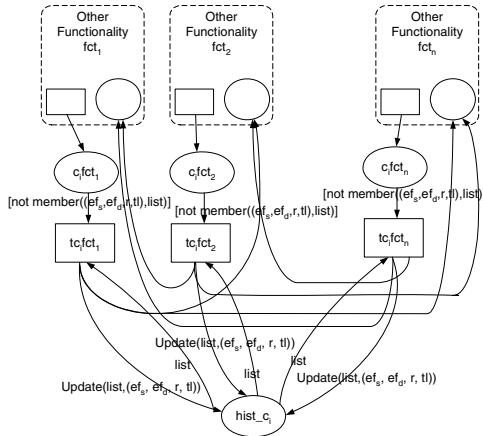 Other
Functionality
fct1
Other
Functionality
fct2
Other
Functionality
fctn
cifct1
cifct2
cifctn
[not member((efs,efd,r,tl),list)]
[not member((efs,efd,r,tl),list)]
[not member((efs,efd,r,tl),list)
tcifct1
tcifct2
tcifctn
Update(list,(efs, efd, r, tl))
list
list
list
Update(list,(efs, efd, r, tl))
Update(list,(efs, efd, r, tl))
hist_ci